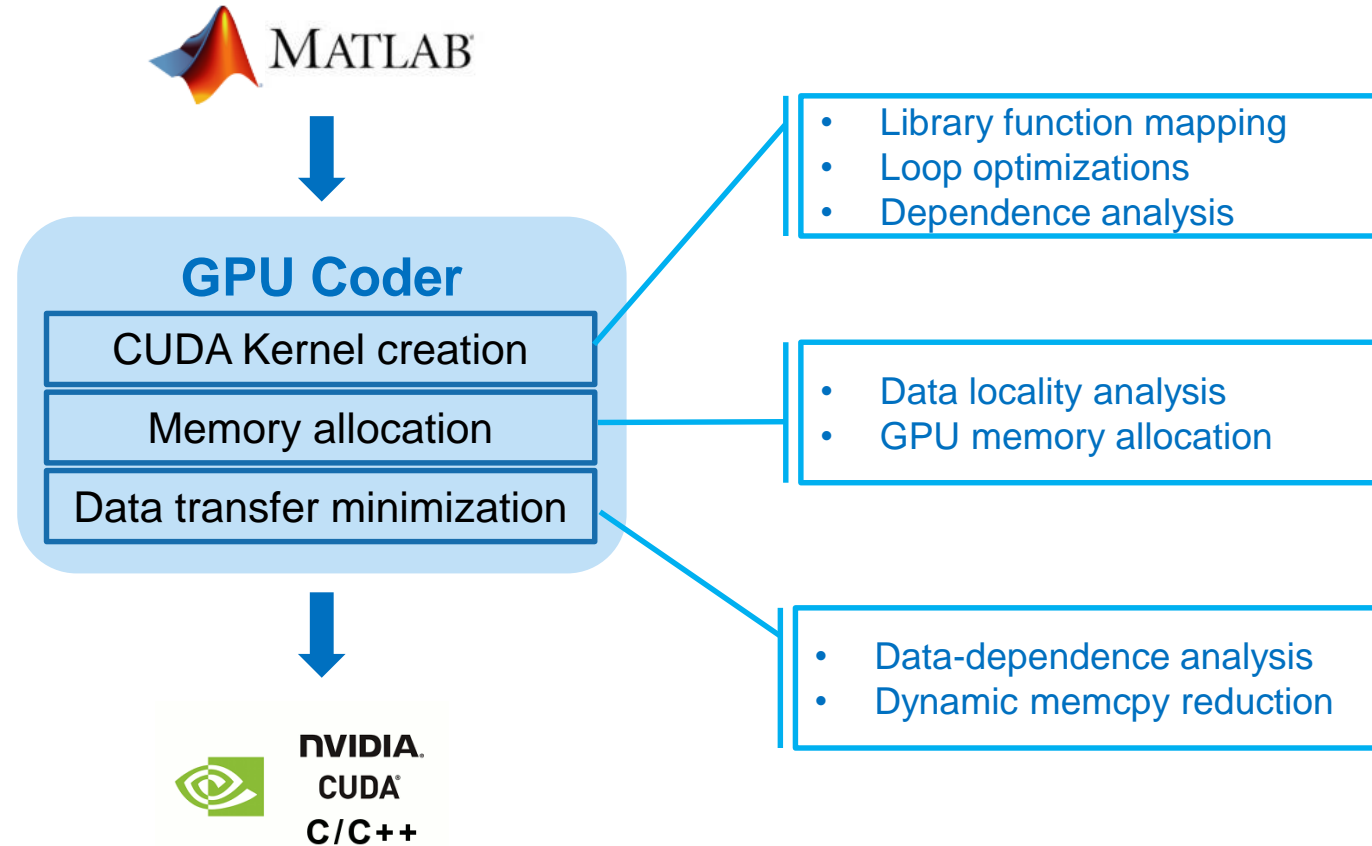 MATLAB®
GPU Coder
CUDA Kernel creation
Memory allocation
Data transfer minimization
• Library function mapping
• Loop optimizations
• Dependence analysis
• Data locality analysis
• GPU memory allocation
• Data-dependence analysis
• Dynamic memcpy reduction
NVIDIA.
CUDA®
C/C++